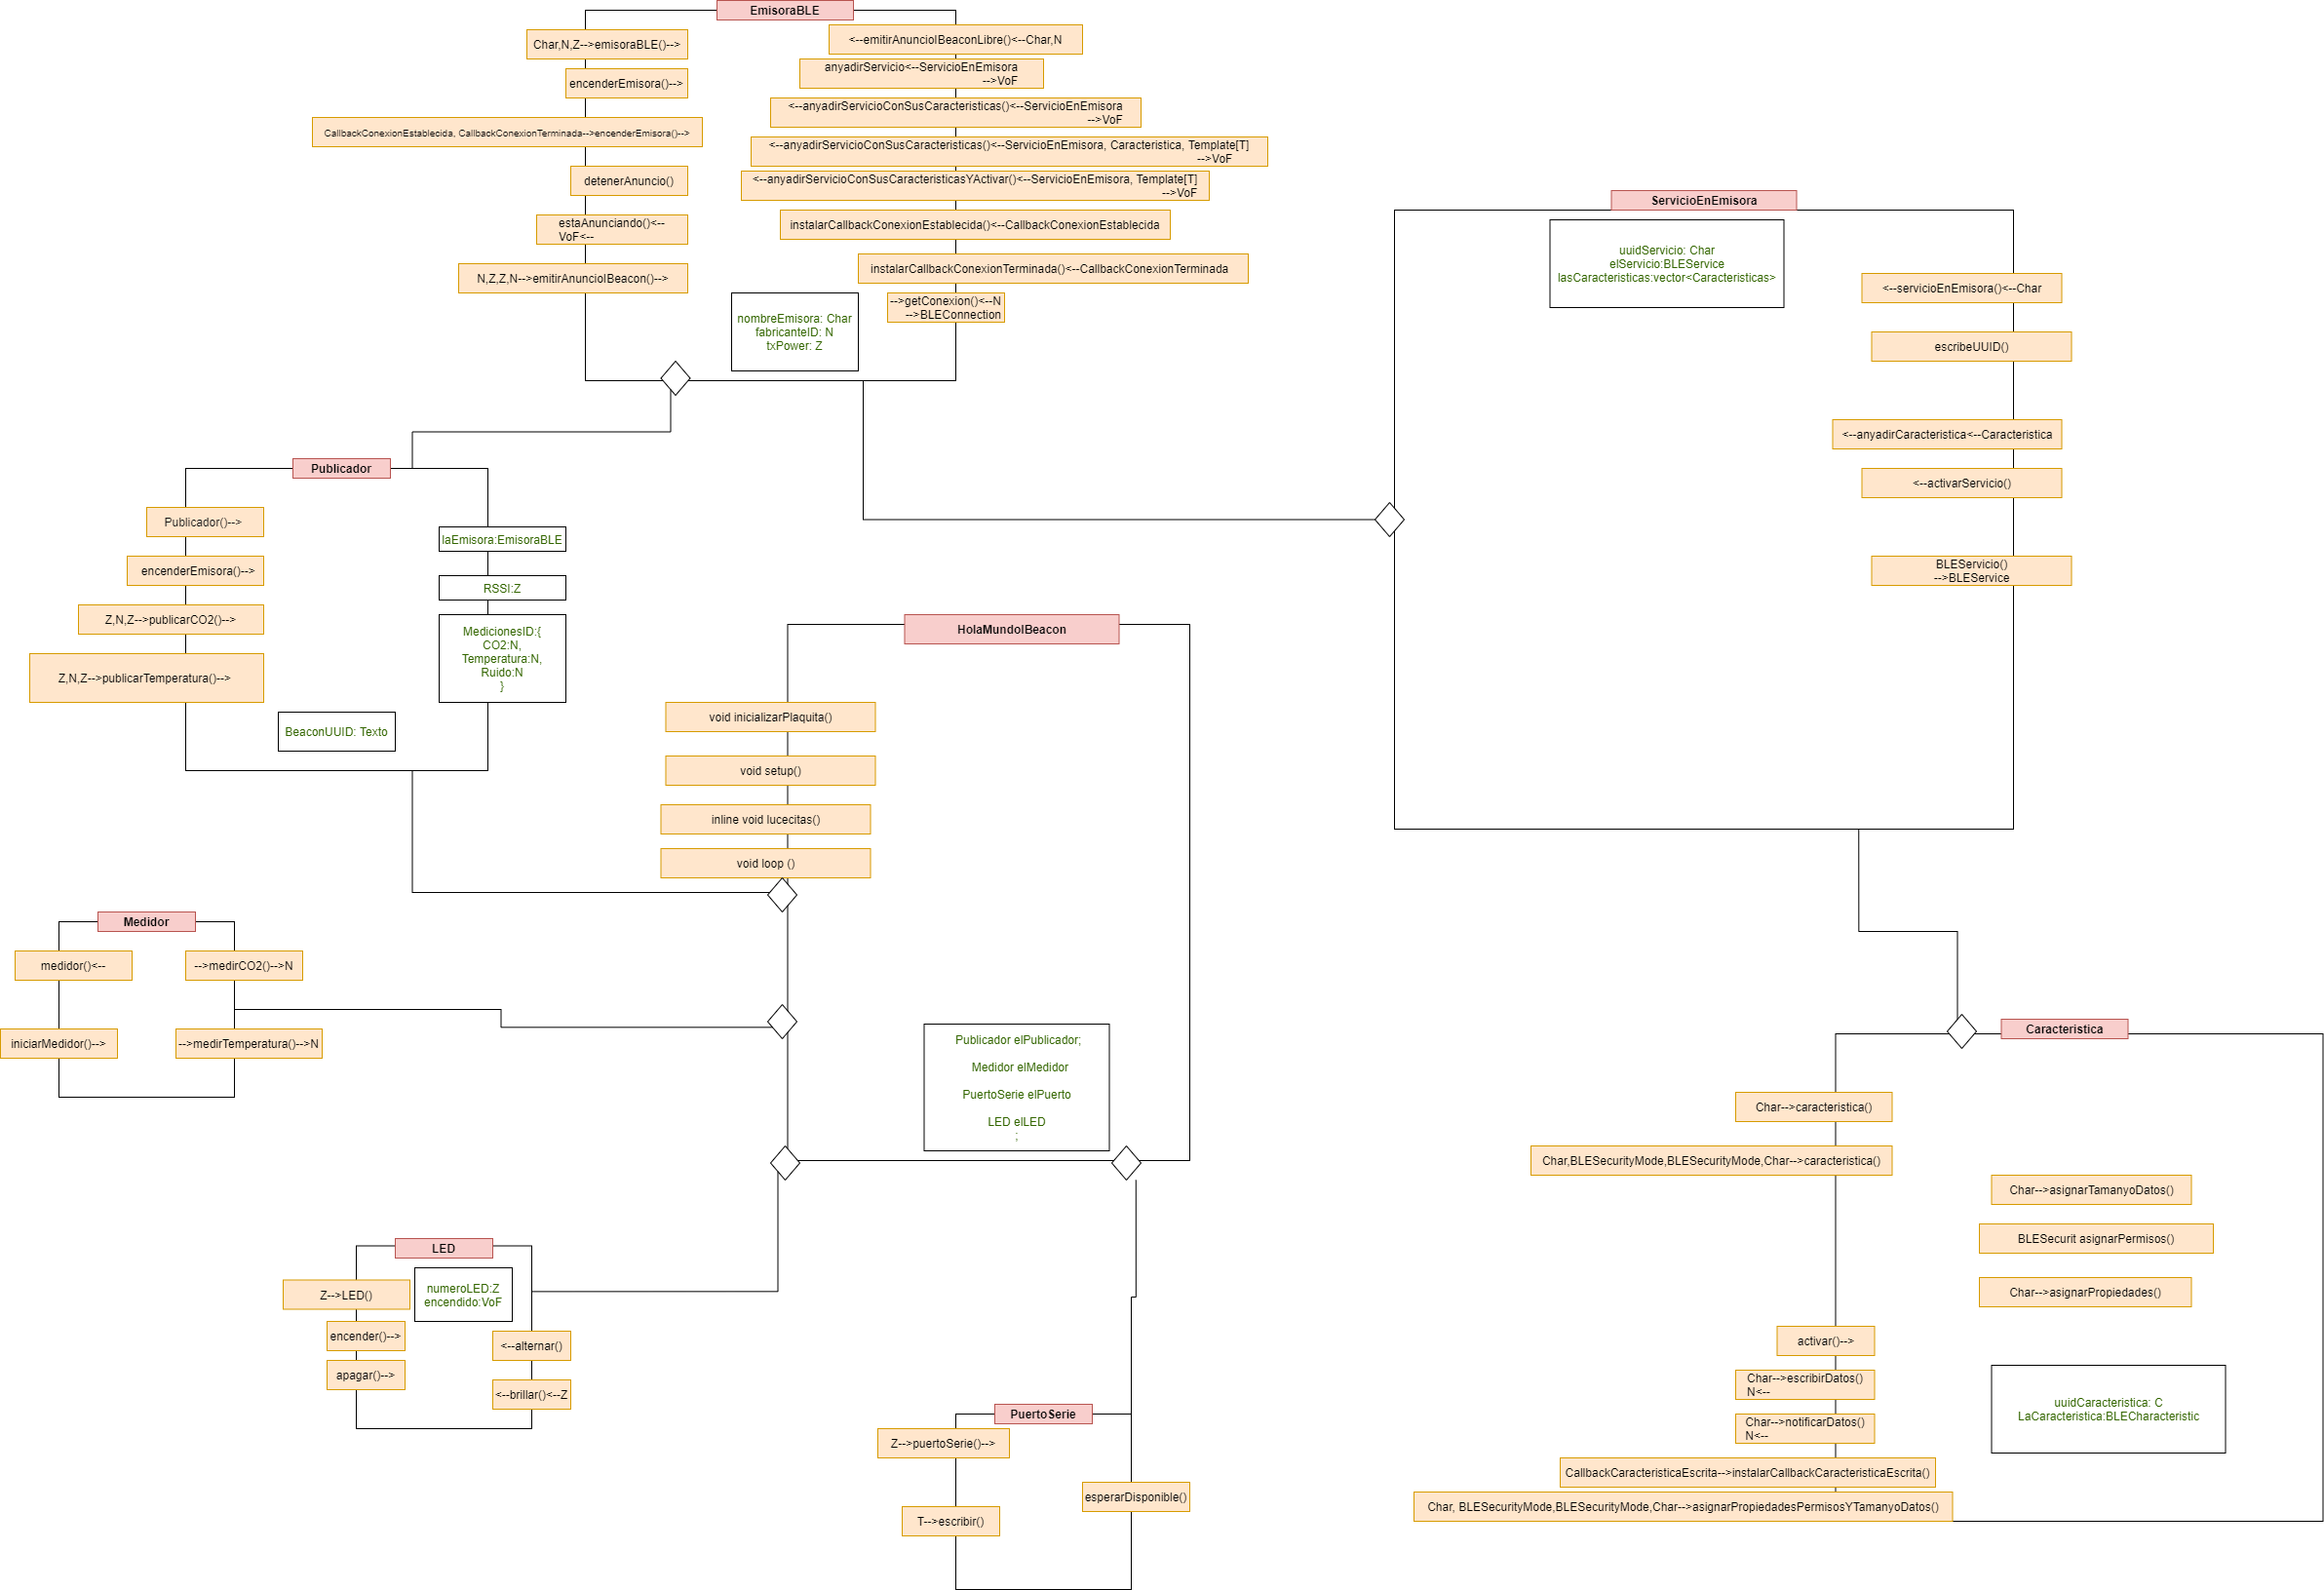 EmisoraBLE
Char,N,Z-->emisoraBLE()-->
encenderEmisora()-->
CallbackConexionEstablecida, CallbackConexionTerminada-->encenderEmisora()-->
detenerAnuncio()
estaAnunciando()<--
VoF<--
N,Z,Z,N-->emitirAnuncioIBeacon()-->
<--emitirAnuncioIBeaconLibre()<--Char,N
anyadirServicio<--ServicioEnEmisora
-->VoF
<--anyadirServicioConSusCaracteristicas()<--ServicioEnEmisora
-->VoF
<--anyadirServicioConSusCaracteristicas()<--ServicioEnEmisora, Caracteristica, Template[T]
-->VoF
<--anyadirServicioConSusCaracteristicasYActivar()<--ServicioEnEmisora, Template[T]
-->VoF
instalarCallbackConexionEstablecida()<--CallbackConexionEstablecida
instalarCallbackConexionTerminada()<--CallbackConexionTerminada
-->getConexion()<--N
-->BLEConnection
nombreEmisora: Char
fabricanteID: N
txPower: Z
ServicioEnEmisora
uuidServicio: Char
elServicio:BLEService
lasCaracteristicas:vector<Caracteristicas>
<--servicioEnEmisora()<--Char
escribeUUID()
<--anyadirCaracteristica<--Caracteristica
<--activarServicio()
BLEServicio()
-->BLEService
Publicador
Publicador()-->
encenderEmisora()-->
Z,N,Z-->publicarCO2()-->
Z,N,Z-->publicarTemperatura()-->
laEmisora:EmisoraBLE
RSSI:Z
MedicionesID:{
CO2:N,
Temperatura:N,
Ruido:N
}
BeaconUUID: Texto
HolaMundoIBeacon
void inicializarPlaquita()
void setup()
inline void lucecitas()
void loop ()
Publicador elPublicador;
Medidor elMedidor
PuertoSerie elPuerto
LED elLED
;
Medidor
medidor()<--
-->medirCO2()-->N
iniciarMedidor()-->
-->medirTemperatura()-->N
LED
numeroLED:Z
encendido:VoF
Z-->LED()
encender()-->
apagar()-->
<--alternar()
<--brillar()<--Z
PuertoSerie
Z-->puertoSerie()-->
esperarDisponible()
T-->escribir()
Caracteristica
Char-->caracteristica()
Char,BLESecurityMode,BLESecurityMode,Char-->caracteristica()
Char-->asignarTamanyoDatos()
BLESecurit asignarPermisos()
Char-->asignarPropiedades()
activar()-->
Char-->escribirDatos()
N<--
Char-->notificarDatos()
N<--
CallbackCaracteristicaEscrita-->instalarCallbackCaracteristicaEscrita()
Char, BLESecurityMode,BLESecurityMode,Char-->asignarPropiedadesPermisosYTamanyoDatos()
uuidCaracteristica: C
LaCaracteristica:BLECharacteristic